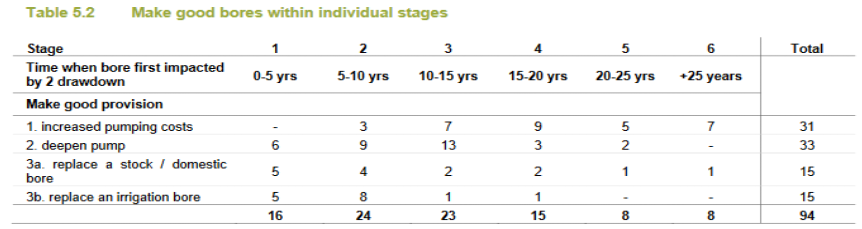 Table 5.2 Make good bores within individual stages
Stage 1 2 3 4 5 6 Total
Time when bore first impacted
by 2 drawdown 0-5 yrs 5-10 yrs 10-15 yrs 15-20 yrs 20-25 yrs +25 years
Make good provision
1. increased pumping costs - 3 7 9 5 7 31
2. deepen pump 6 9 13 3 2 - 33
3a. replace a stock / domestic
bore 5 4 2 2 1 1 15
3b. replace an irrigation bore 5 8 1 1 - - 15
16 24 23 15 8 8 94